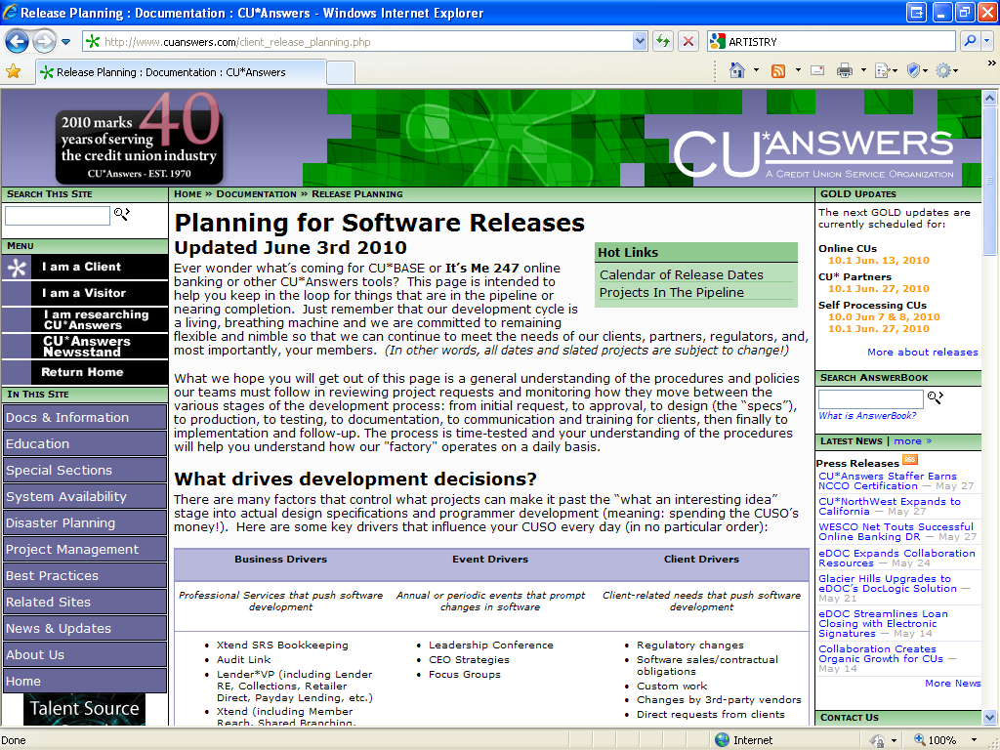 Release Planning : Documentation : CU*Answers - Windows Internet Explorer
http://www.cuanswers.com/client_release_planning.php
ARTISTRY
Release Planning : Documentation : CU*Answers
2010 marks 40
years of serving
the credit union industry
CU*Answers - EST. 1970
CU*ANSWERS
A CREDIT UNION SERVICE ORGANIZATION
SEARCH THIS SITE
MENU
I am a Client
I am a Visitor
I am researching
CU*Answers
CU*Answers
Newsstand
Return Home
IN THIS SITE
Docs & Information
Education
Special Sections
System Availability
Disaster Planning
Project Management
Best Practices
Related Sites
News & Updates
About Us
Home
Talent Source
HOME » DOCUMENTATION » RELEASE PLANNING
Planning for Software Releases
Updated June 3rd 2010
Hot Links
Calendar of Release Dates
Projects In The Pipeline
Ever wonder what's coming for CU*BASE or It's Me 247 online
banking or other CU*Answers tools?  This page is intended to
help you keep in the loop for things that are in the pipeline or
nearing completion.  Just remember that our development cycle is
a living, breathing machine and we are committed to remaining
flexible and nimble so that we can continue to meet the needs of our clients, partners, regulators, and,
most importantly, your members.  (In other words, all dates and slated projects are subject to change!)
What we hope you will get out of this page is a general understanding of the procedures and policies
our teams must follow in reviewing project requests and monitoring how they move between the
various stages of the development process: from initial request, to approval, to design (the “specs”),
to production, to testing, to documentation, to communication and training for clients, then finally to
implementation and follow-up. The process is time-tested and your understanding of the procedures
will help you understand how our "factory" operates on a daily basis.
What drives development decisions?
There are many factors that control what projects can make it past the “what an interesting idea”
stage into actual design specifications and programmer development (meaning: spending the CUSO's
money!).  Here are some key drivers that influence your CUSO every day (in no particular order):
Business Drivers
Professional Services that push software
development
• Xtend SRS Bookkeeping
• Audit Link
• Lender*VP (including Lender
RE, Collections, Retailer
Direct, Payday Lending, etc.)
• Xtend (including Member
Reach, Shared Branching,
Event Drivers
Annual or periodic events that prompt
changes in software
• Leadership Conference
• CEO Strategies
• Focus Groups
Client Drivers
Client-related needs that push software
development
• Regulatory changes
• Software sales/contractual
obligations
• Custom work
• Changes by 3rd-party vendors
• Direct requests from clients
GOLD UPDATES
The next GOLD updates are
currently scheduled for:
Online CUs
10.1 Jun. 13, 2010
CU* Partners
10.1 Jun. 27, 2010
Self Processing CUs
10.0 Jun 7 & 8, 2010
10.1 Jun. 27, 2010
More about releases
SEARCH ANSWERBOOK
What is AnswerBook?
LATEST NEWS | more »
Press Releases RSS
CU*Answers Staffer Earns
NCCO Certification — May 27
CU*NorthWest Expands to
California — May 27
WESCO Net Touts Successful
Online Banking DR — May 27
eDOC Expands Collaboration
Resources — May 24
Glacier Hills Upgrades to
eDOC's DocLogic Solution —
May 21
eDOC Streamlines Loan
Closing with Electronic
Signatures — May 14
Collaboration Creates
Organic Growth for CUs —
May 14
More News
CONTACT US
Done
Internet
100%